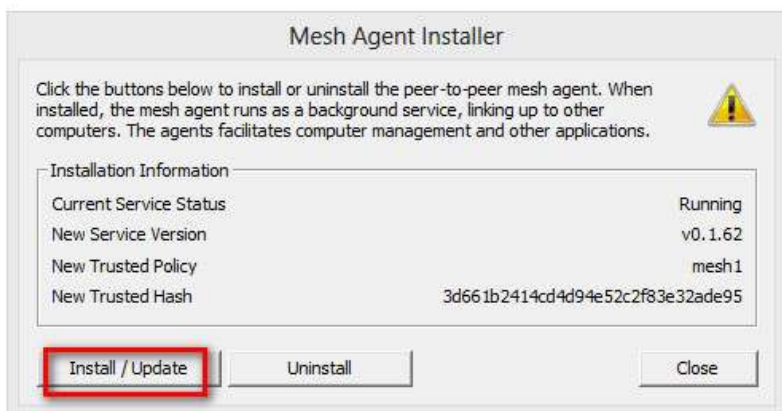 Mesh Agent Installer
Click the buttons below to install or uninstall the peer-to-peer mesh agent. When
installed, the mesh agent runs as a background service, linking up to other
computers. The agents facilitates computer management and other applications.
Installation Information
Current Service Status Running
New Service Version v0.1.62
New Trusted Policy mesh1
New Trusted Hash 3d661b2414cd4d94e52c2f83e32ade95
Install / Update Uninstall Close